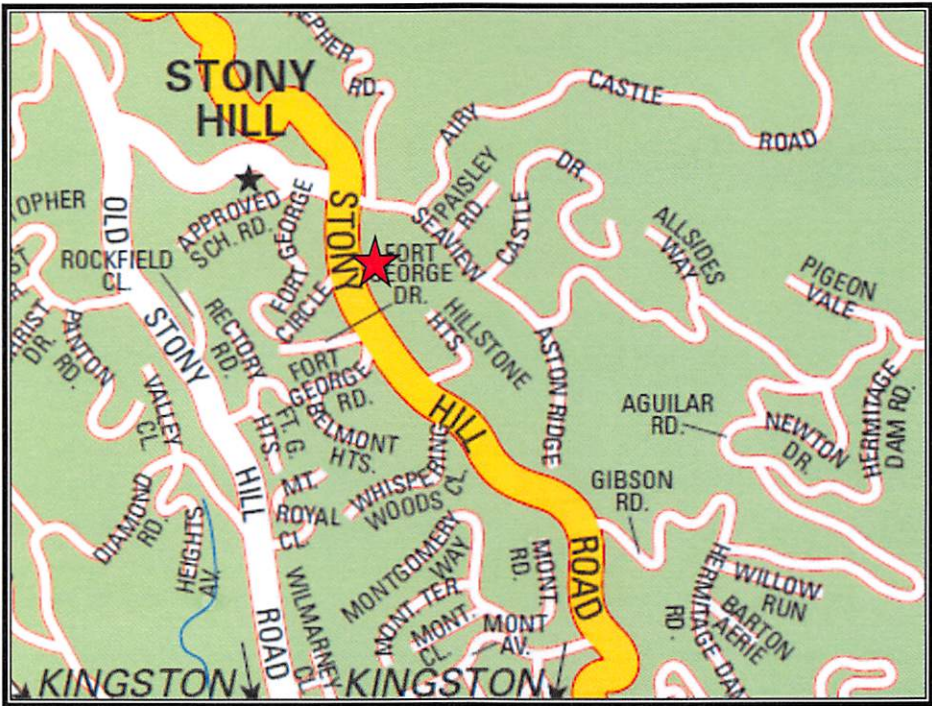 STONY
HILL
EPHER
RD.
AIRY
CASTLE
ROAD
TOPHER
OLD
STONY
HILL
ROAD
APPROVED
SCH. RD.
FORT GEORGE
CIRCLE
STONY
HILL
ROAD
PAISLEY
RD.
SEAVIEW
CASTLE
DR.
ALLSIDES
WAY
PIGEON
VALE
ROCKFIELD
CL.
FORT
GEORGE
DR.
PANTON
RD.
DR.
RECTORY
RD.
HILLSTONE
HTS.
ASTON RIDGE
FORT
GEORGE
RD.
BELMONT
HTS.
FT. G.
HTS.
VALLEY
CL.
AGUILAR
RD.
NEWTON
DR.
HERMITAGE
DAM RD.
WHISPERING
WOODS CL.
MT.
ROYAL
CL.
GIBSON
RD.
DIAMOND
RD.
HEIGHTS
AV.
MONTGOMERY
WAY
MONT TER
MONT.
CL.
MONT
RD.
MONT
AV.
WILMARNEY
CL.
HERMITAGE DAM
RD.
WILLOW
RUN
BARTON
AERIE
KINGSTON
KINGSTON